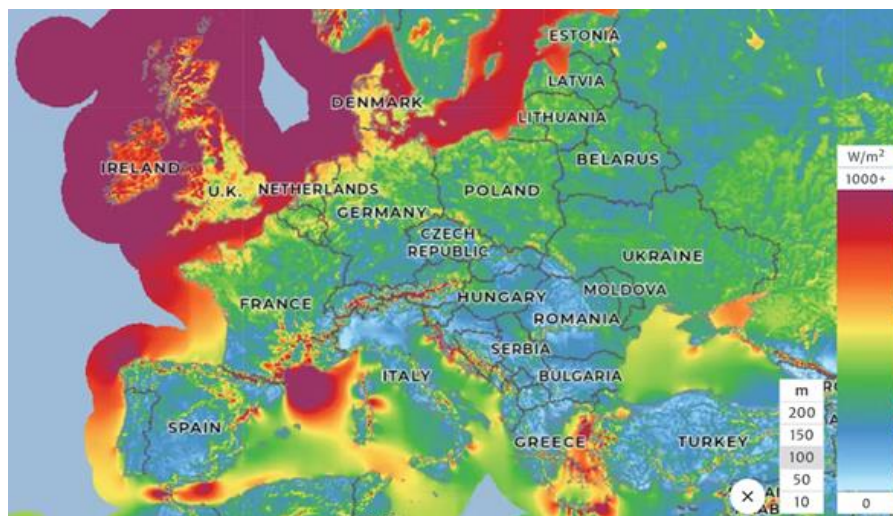 ESTONIA
LATVIA
DENMARK
LITHUANIA
BELARUS
IRELAND
U.K.
NETHERLANDS
POLAND
GERMANY
CZECH
REPUBLIC
UKRAINE
FRANCE
HUNGARY
MOLDOVA
ROMANIA
SERBIA
ITALY
BULGARIA
SPAIN
GREECE
TURKEY
W/m²
1000+
0
m
200
150
100
50
10
×